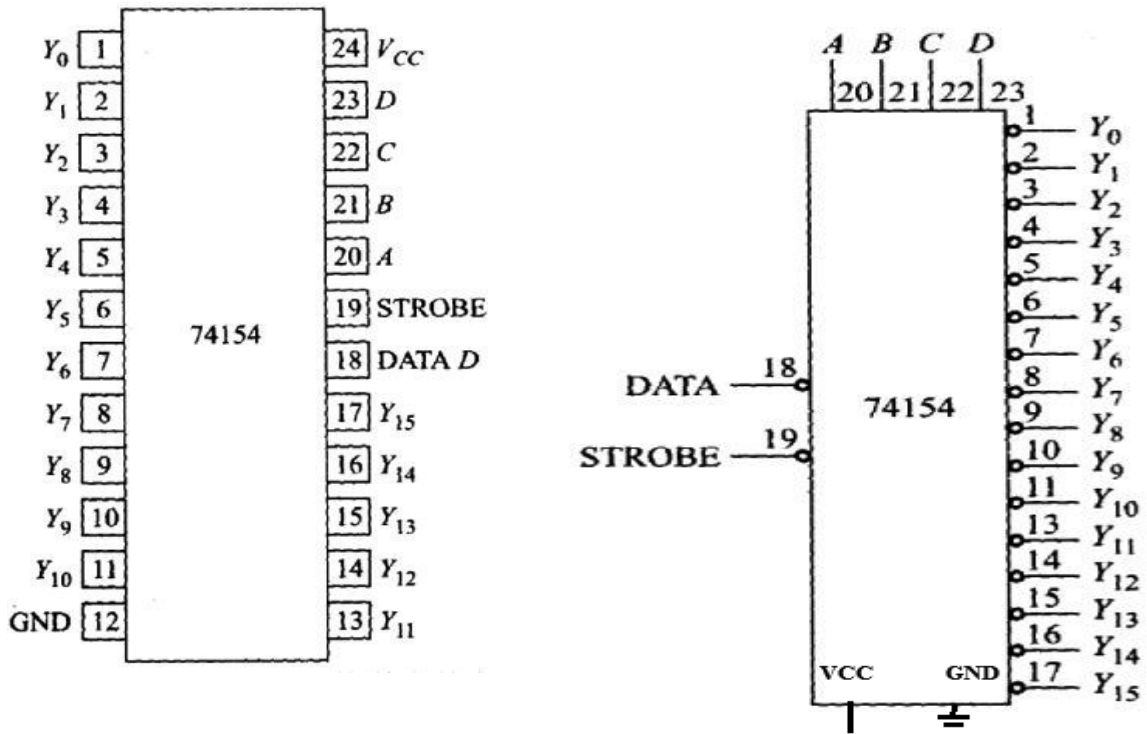 Y0 1
Y1 2
Y2 3
Y3 4
Y4 5
Y5 6
Y6 7
Y7 8
Y8 9
Y9 10
Y10 11
GND 12
74154
24 VCC
23 D
22 C
21 B
20 A
19 STROBE
18 DATA D
17 Y15
16 Y14
15 Y13
14 Y12
13 Y11
A B C D
20 21 22 23
DATA 18
STROBE 19
74154
1 Y0
2 Y1
3 Y2
4 Y3
5 Y4
6 Y5
7 Y6
8 Y7
9 Y8
10 Y9
11 Y10
13 Y11
14 Y12
15 Y13
16 Y14
17 Y15
VCC GND